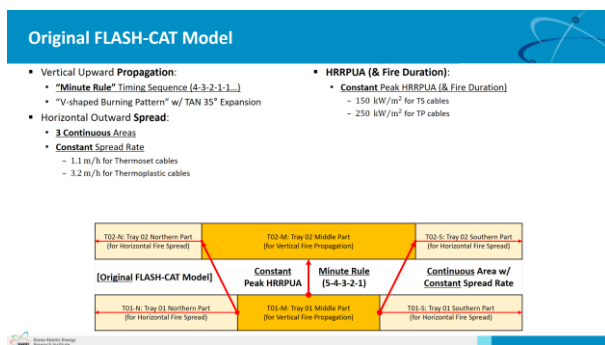 Original FLASH-CAT Model
▪ Vertical Upward Propagation:
• "Minute Rule" Timing Sequence (4-3-2-1-1…)
• "V-shaped Burning Pattern" w/ TAN 35° Expansion
▪ Horizontal Outward Spread:
• 3 Continuous Areas
• Constant Spread Rate
– 1.1 m/h for Thermoset cables
– 3.2 m/h for Thermoplastic cables
▪ HRRPUA (& Fire Duration):
• Constant Peak HRRPUA (& Fire Duration)
– 150 kW/m² for TS cables
– 250 kW/m² for TP cables
T02-N: Tray 02 Northern Part
(for Horizontal Fire Spread)
T02-M: Tray 02 Middle Part
(for Vertical Fire Propagation)
T02-S: Tray 02 Southern Part
(for Horizontal Fire Spread)
[Original FLASH-CAT Model]
Constant
Peak HRRPUA
Minute Rule
(5-4-3-2-1)
Continuous Area w/
Constant Spread Rate
T01-N: Tray 01 Northern Part
(for Horizontal Fire Spread)
T01-M: Tray 01 Middle Part
(for Vertical Fire Propagation)
T01-S: Tray 01 Southern Part
(for Horizontal Fire Spread)
Korea Atomic Energy